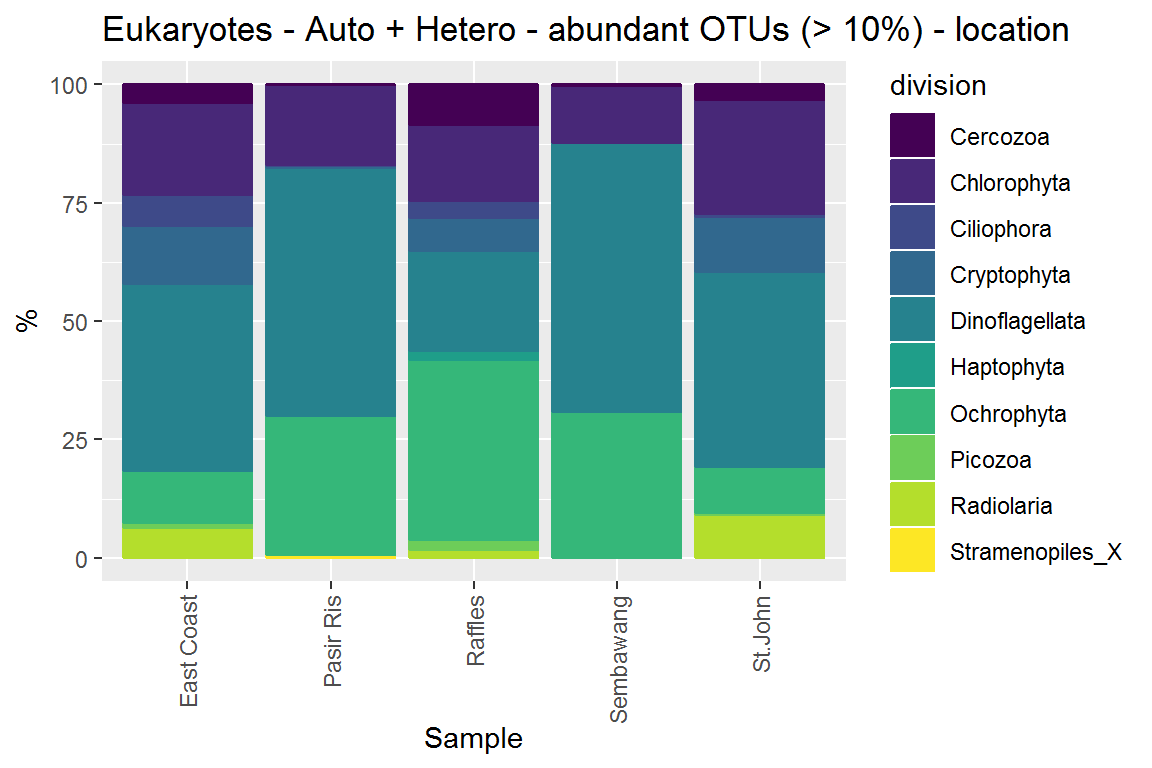 Eukaryotes - Auto + Hetero - abundant OTUs (> 10%) - location
%
100
75
50
25
0
East Coast
Pasir Ris
Raffles
Sembawang
St.John
Sample
division
Cercozoa
Chlorophyta
Ciliophora
Cryptophyta
Dinoflagellata
Haptophyta
Ochrophyta
Picozoa
Radiolaria
Stramenopiles_X